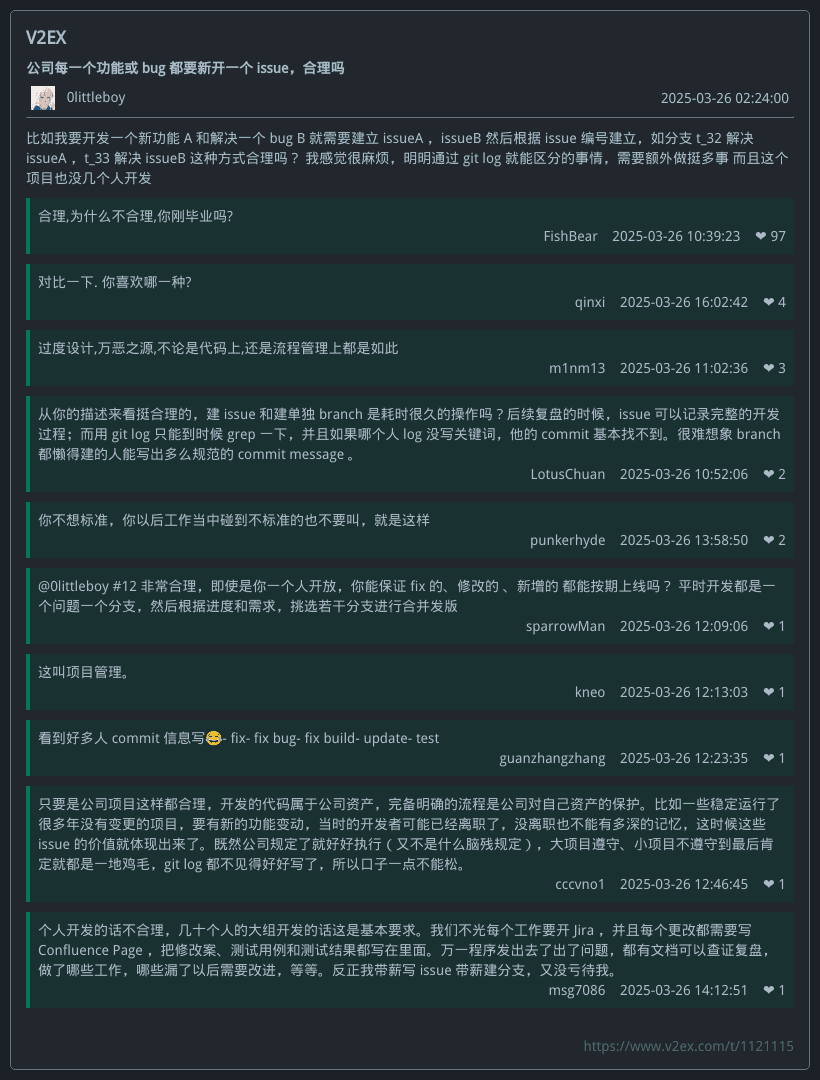 V2EX
公司每一个功能或 bug 都要新开一个 issue，合理吗
0littleboy 2025-03-26 02:24:00
比如我要开发一个新功能 A 和解决一个 bug B 就需要建立 issueA ，issueB 然后根据 issue 编号建立，如分支 t_32 解决
issueA ，t_33 解决 issueB 这种方式合理吗？ 我感觉很麻烦，明明通过 git log 就能区分的事情，需要额外做挺多事 而且这个
项目也没几个人开发
合理,为什么不合理,你刚毕业吗?
FishBear 2025-03-26 10:39:23 ❤ 97
对比一下. 你喜欢哪一种?
qinxi 2025-03-26 16:02:42 ❤ 4
过度设计,万恶之源,不论是代码上,还是流程管理上都是如此
m1nm13 2025-03-26 11:02:36 ❤ 3
从你的描述来看挺合理的，建 issue 和建单独 branch 是耗时很久的操作吗？后续复盘的时候，issue 可以记录完整的开发
过程；而用 git log 只能到时候 grep 一下，并且如果哪个人 log 没写关键词，他的 commit 基本找不到。很难想象 branch
都懒得建的人能写出多么规范的 commit message 。
LotusChuan 2025-03-26 10:52:06 ❤ 2
你不想标准，你以后工作当中碰到不标准的也不要叫，就是这样
punkerhyde 2025-03-26 13:58:50 ❤ 2
@0littleboy #12 非常合理，即使是你一个人开放，你能保证 fix 的、修改的 、新增的 都能按期上线吗？ 平时开发都是一
个问题一个分支，然后根据进度和需求，挑选若干分支进行合并发版
sparrowMan 2025-03-26 12:09:06 ❤ 1
这叫项目管理。
kneo 2025-03-26 12:13:03 ❤ 1
看到好多人 commit 信息写😂- fix- fix bug- fix build- update- test
guanzhangzhang 2025-03-26 12:23:35 ❤ 1
只要是公司项目这样都合理，开发的代码属于公司资产，完备明确的流程是公司对自己资产的保护。比如一些稳定运行了
很多年没有变更的项目，要有新的功能变动，当时的开发者可能已经离职了，没离职也不能有多深的记忆，这时候这些
issue 的价值就体现出来了。既然公司规定了就好好执行（又不是什么脑残规定），大项目遵守、小项目不遵守到最后肯
定就都是一地鸡毛，git log 都不见得好好写了，所以口子一点不能松。
cccvno1 2025-03-26 12:46:45 ❤ 1
个人开发的话不合理，几十个人的大组开发的话这是基本要求。我们不光每个工作要开 Jira ，并且每个更改都需要写
Confluence Page ，把修改案、测试用例和测试结果都写在里面。万一程序发出去了出了问题，都有文档可以查证复盘，
做了哪些工作，哪些漏了以后需要改进，等等。反正我带薪写 issue 带薪建分支，又没亏待我。
msg7086 2025-03-26 14:12:51 ❤ 1
https://www.v2ex.com/t/1121115